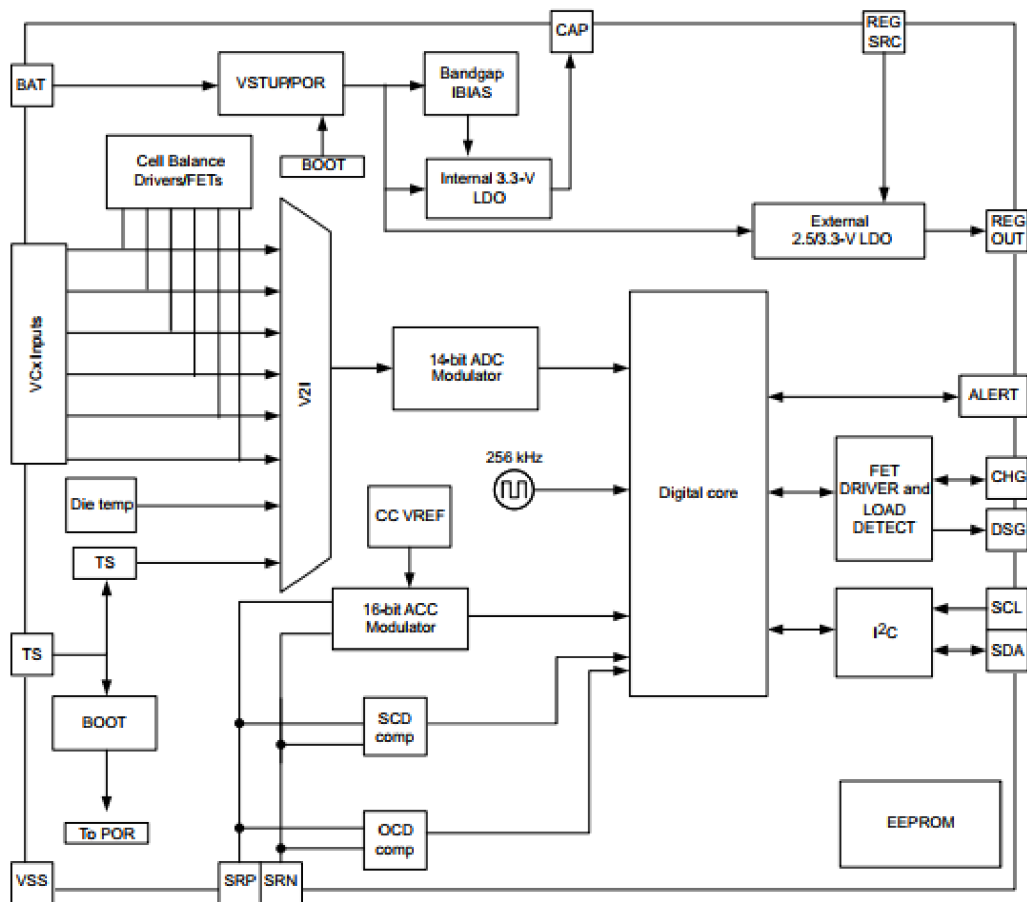 CAP
REG
SRC
BAT
VSTUP/POR
Bandgap
IBIAS
BOOT
Cell Balance
Drivers/FETs
Internal 3.3-V
LDO
External
2.5/3.3-V LDO
REG
OUT
VCx Inputs
V2I
14-bit ADC
Modulator
ALERT
256 kHz
Digital core
FET
DRIVER and
LOAD
DETECT
CHG
DSG
Die temp
CC VREF
TS
16-bit ACC
Modulator
I²C
SCL
SDA
TS
BOOT
SCD
comp
To POR
OCD
comp
EEPROM
VSS
SRP
SRN